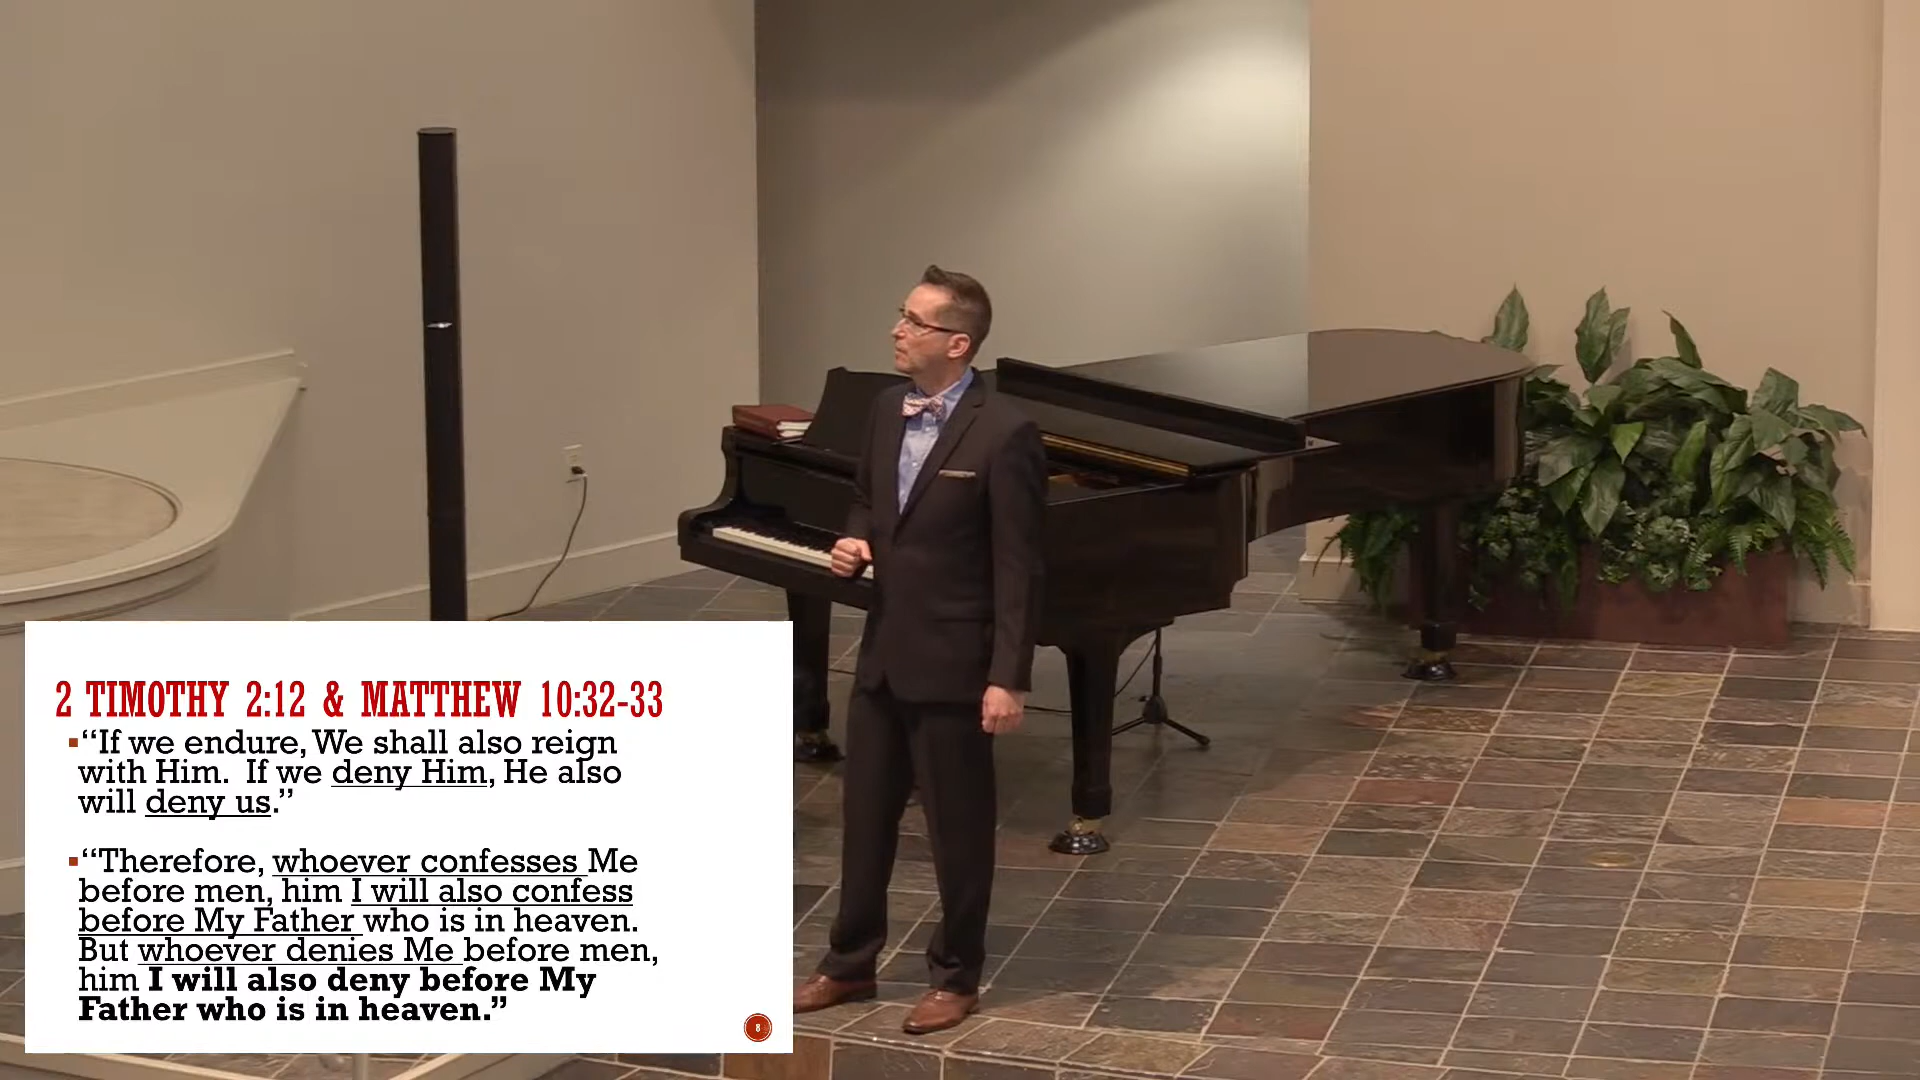 2 TIMOTHY 2:12 & MATTHEW 10:32-33
▪“If we endure, We shall also reign
with Him. If we deny Him, He also
will deny us.”
▪“Therefore, whoever confesses Me
before men, him I will also confess
before My Father who is in heaven.
But whoever denies Me before men,
him I will also deny before My
Father who is in heaven.”
8